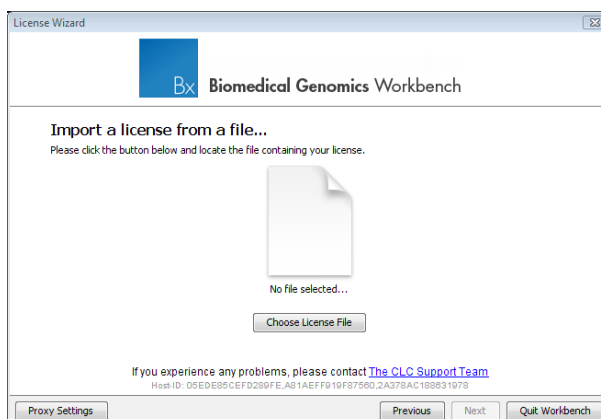 License Wizard
Bx Biomedical Genomics Workbench
Import a license from a file...
Please click the button below and locate the file containing your license.
No file selected...
Choose License File
If you experience any problems, please contact The CLC Support Team
Host-ID: D5EDE85CEFD289FE,A81AEFF919F87560,2A378AC188631978
Proxy Settings Previous Next Quit Workbench